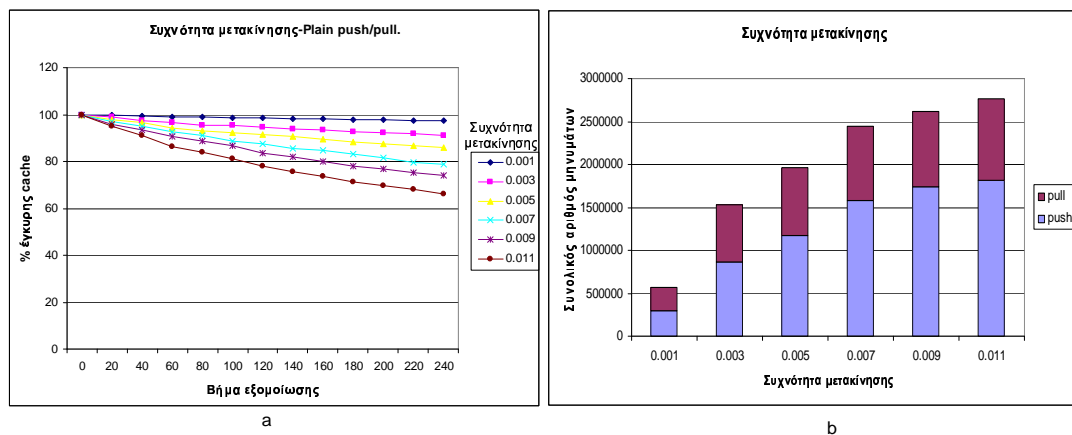 Συχνότητα μετακίνησης-Plain push/pull.
120
100
80
60
40
20
0
% έγκυρης cache
0 20 40 60 80 100 120 140 160 180 200 220 240
Βήμα εξομοίωσης
Συχνότητα
μετακίνησης
0.001
0.003
0.005
0.007
0.009
0.011
a
Συχνότητα μετακίνησης
3000000
2500000
2000000
1500000
1000000
500000
0
Συνολικός αριθμός μηνυμάτων
0.001 0.003 0.005 0.007 0.009 0.011
Συχνότητα μετακίνησης
pull
push
b